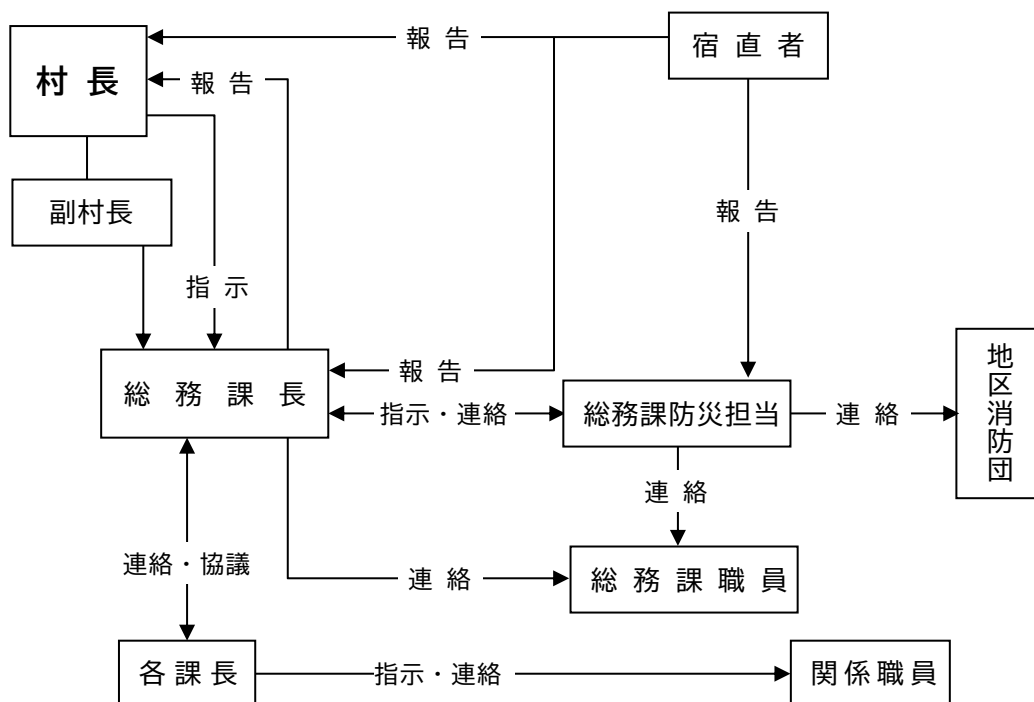 報 告
宿 直 者
村 長
報 告
副村長
報 告
指 示
総 務 課 長
報 告
指示・連絡
総務課防災担当
連 絡
地区消防団
連 絡
連絡・協議
連 絡
総 務 課 職 員
各 課 長
指示・連絡
関 係 職 員